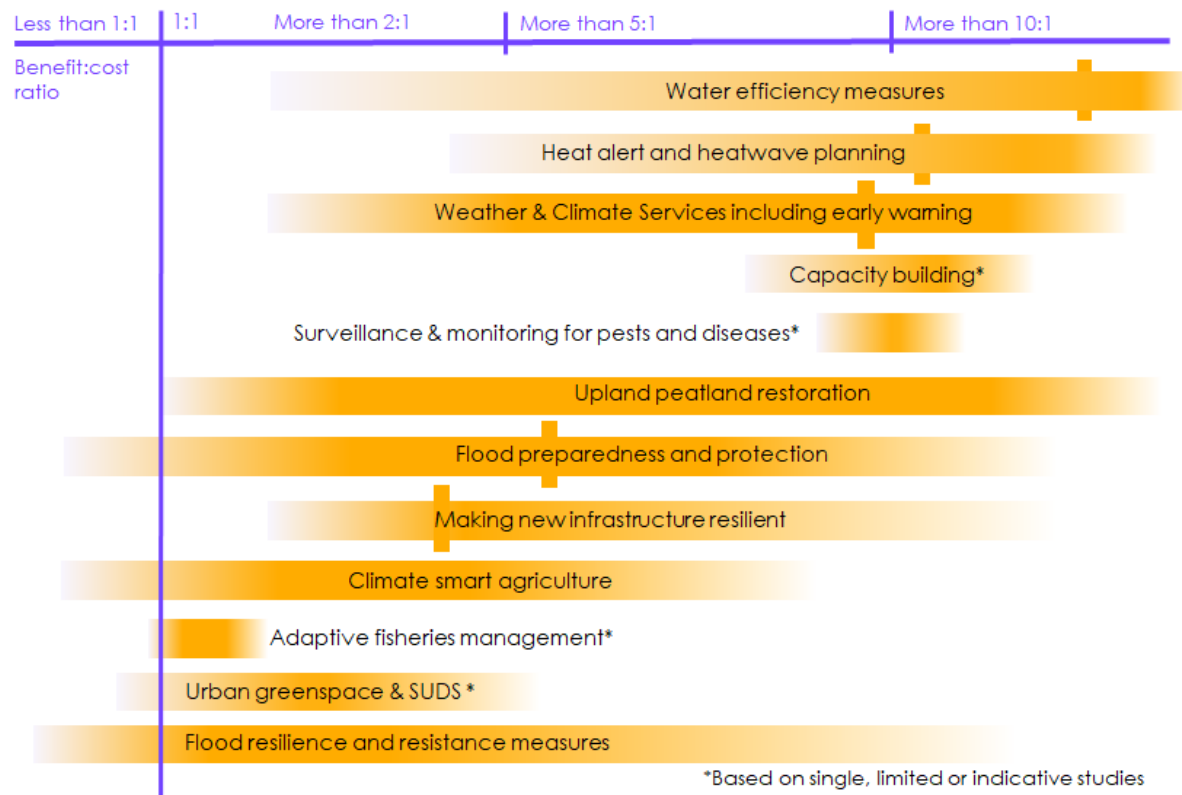 Less than 1:1
1:1
More than 2:1
More than 5:1
More than 10:1
Benefit:cost
ratio
Water efficiency measures
Heat alert and heatwave planning
Weather & Climate Services including early warning
Capacity building*
Surveillance & monitoring for pests and diseases*
Upland peatland restoration
Flood preparedness and protection
Making new infrastructure resilient
Climate smart agriculture
Adaptive fisheries management*
Urban greenspace & SUDS *
Flood resilience and resistance measures
*Based on single, limited or indicative studies